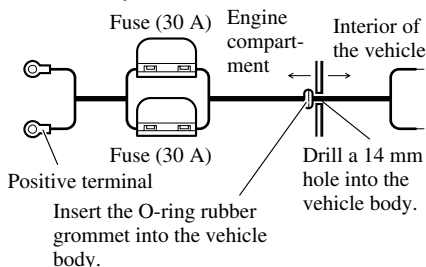 Fuse (30 A)
Engine
compart-
ment
Interior of
the vehicle
Fuse (30 A)
Positive terminal
Drill a 14 mm
hole into the
vehicle body.
Insert the O-ring rubber
grommet into the vehicle
body.